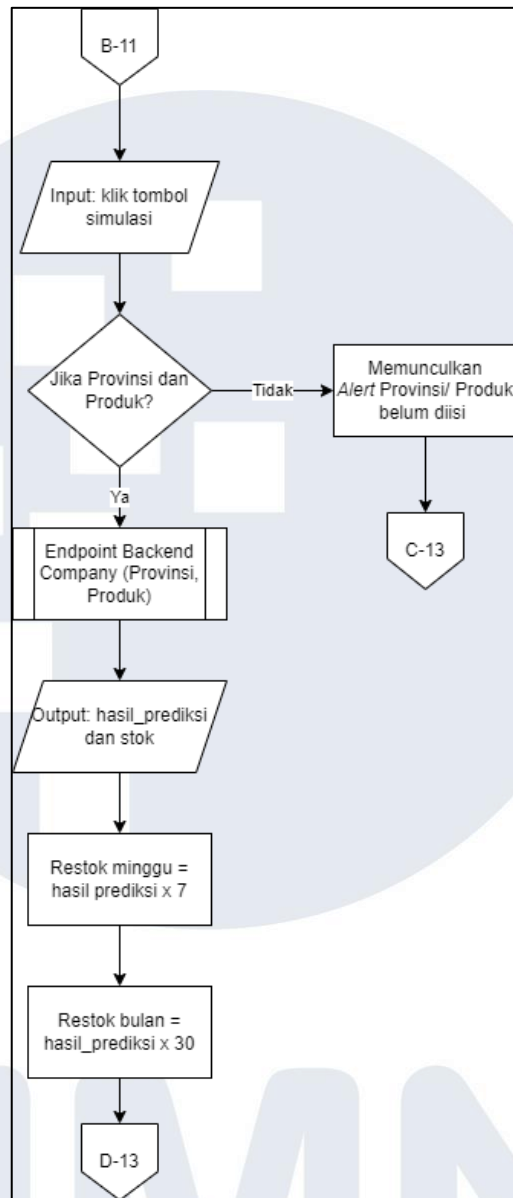 B-11
Input: klik tombol
simulasi
Jika Provinsi dan
Produk?
Tidak
Memunculkan
Alert Provinsi/ Produk
belum diisi
C-13
Ya
Endpoint Backend
Company (Provinsi,
Produk)
Output: hasil_prediksi
dan stok
Restok minggu =
hasil prediksi x 7
Restok bulan =
hasil_prediksi x 30
D-13